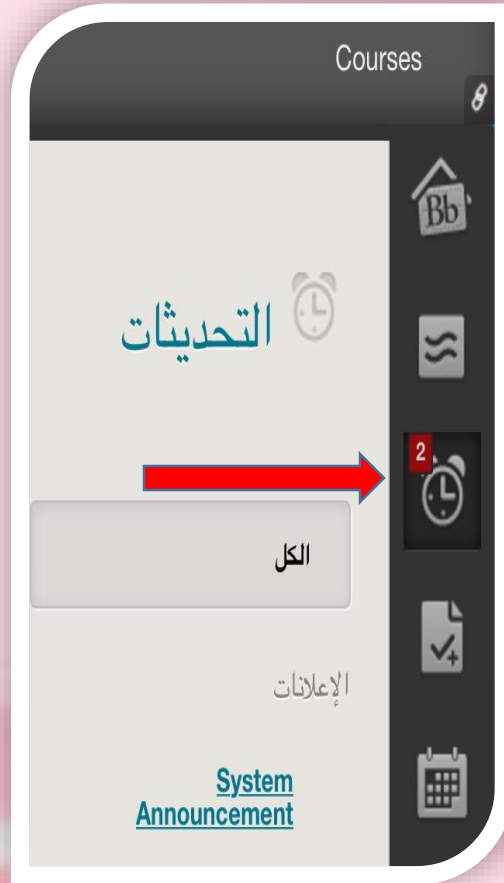 Courses
Bb
التحديثات
2
الكل
الإعلانات
System
Announcement